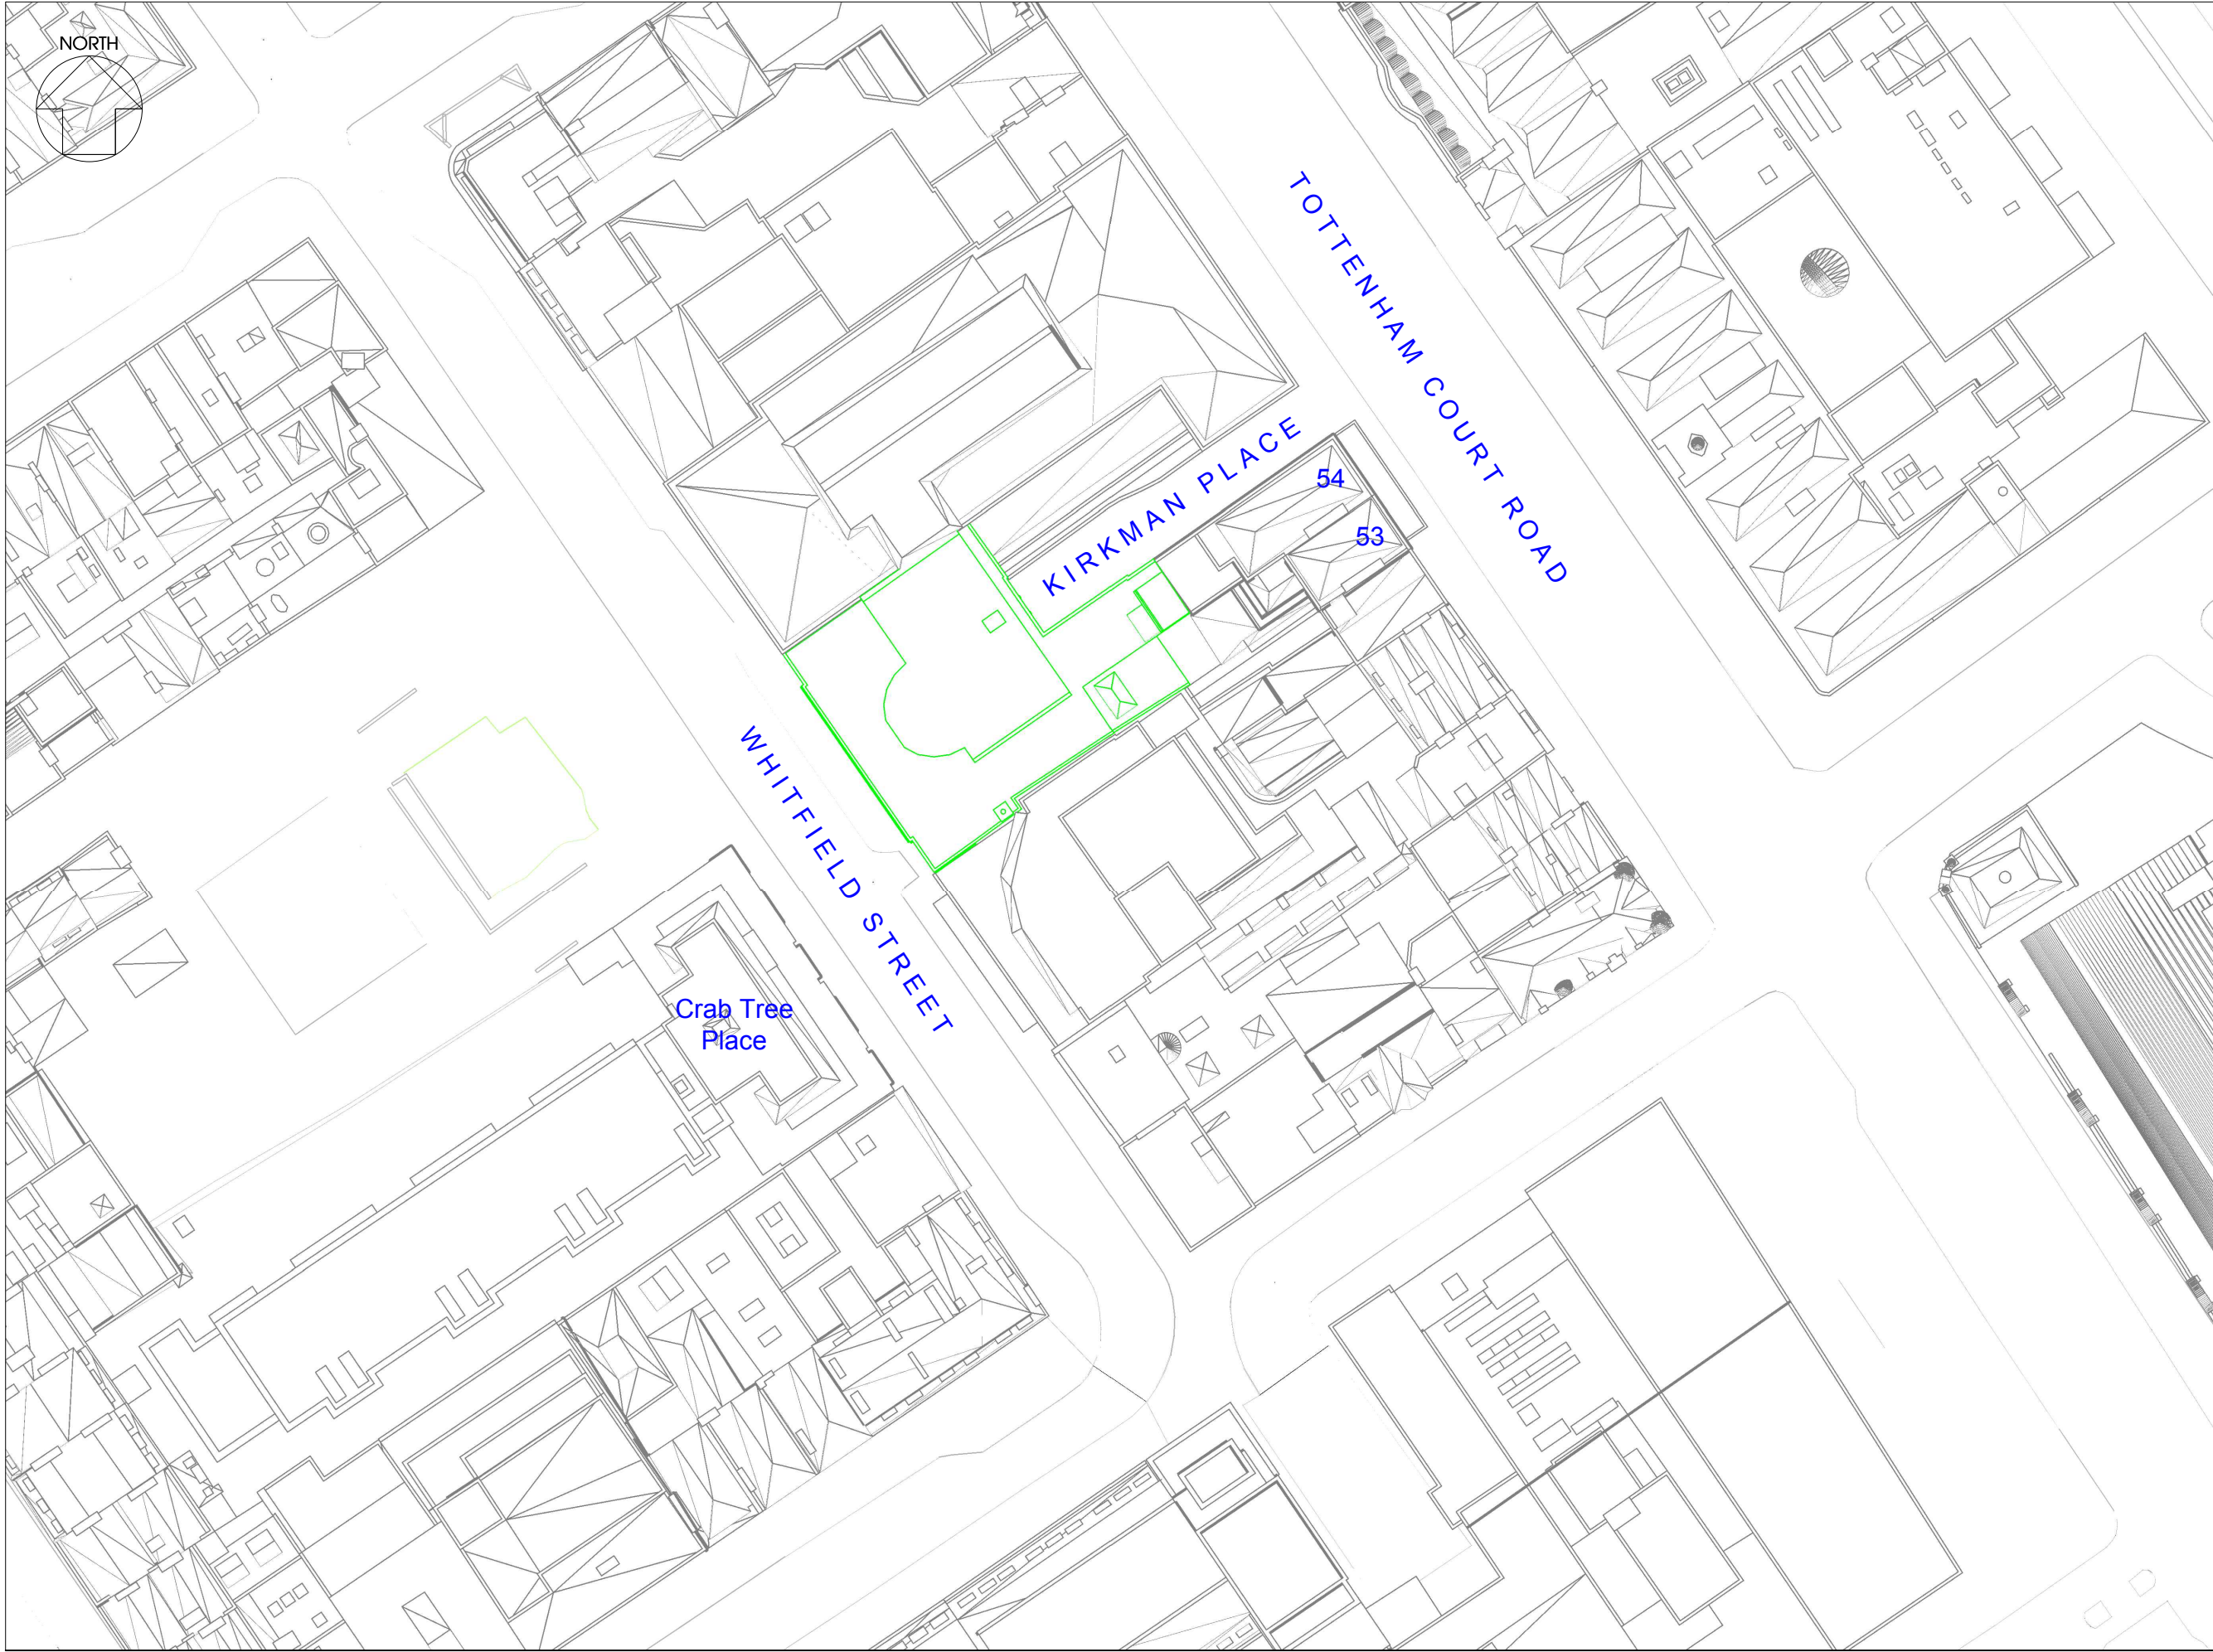 NORTH
TOTTENHAM COURT ROAD
KIRKMAN PLACE
54
53
WHITFIELD STREET
Crab Tree
Place